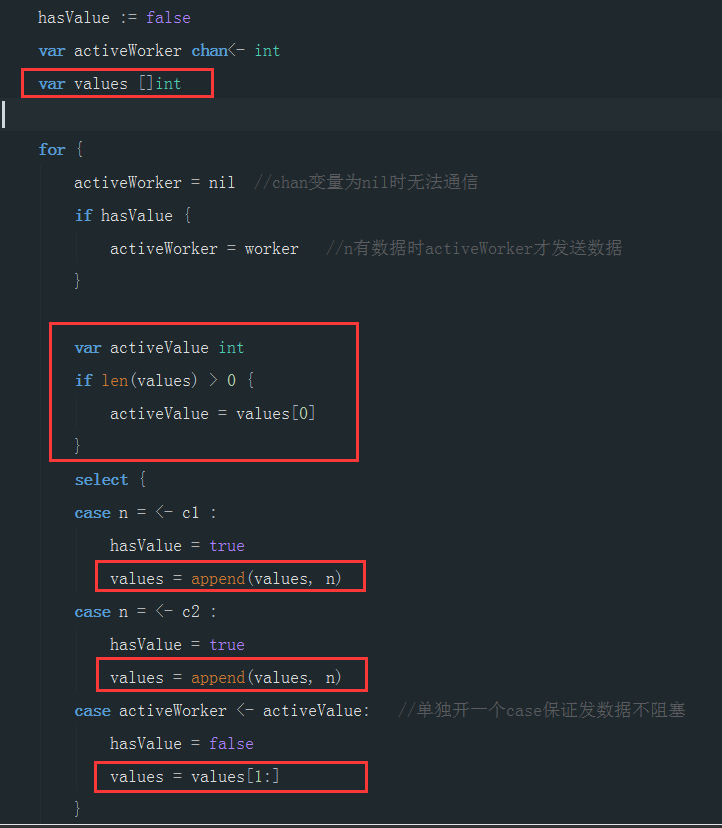 hasValue := false
var activeWorker chan<- int
var values []int
for {
activeWorker = nil //chan变量为nil时无法通信
if hasValue {
activeWorker = worker //n有数据时activeWorker才发送数据
}
var activeValue int
if len(values) > 0 {
activeValue = values[0]
}
select {
case n = <- c1 :
hasValue = true
values = append(values, n)
case n = <- c2 :
hasValue = true
values = append(values, n)
case activeWorker <- activeValue: //单独开一个case保证发数据不阻塞
hasValue = false
values = values[1:]
}